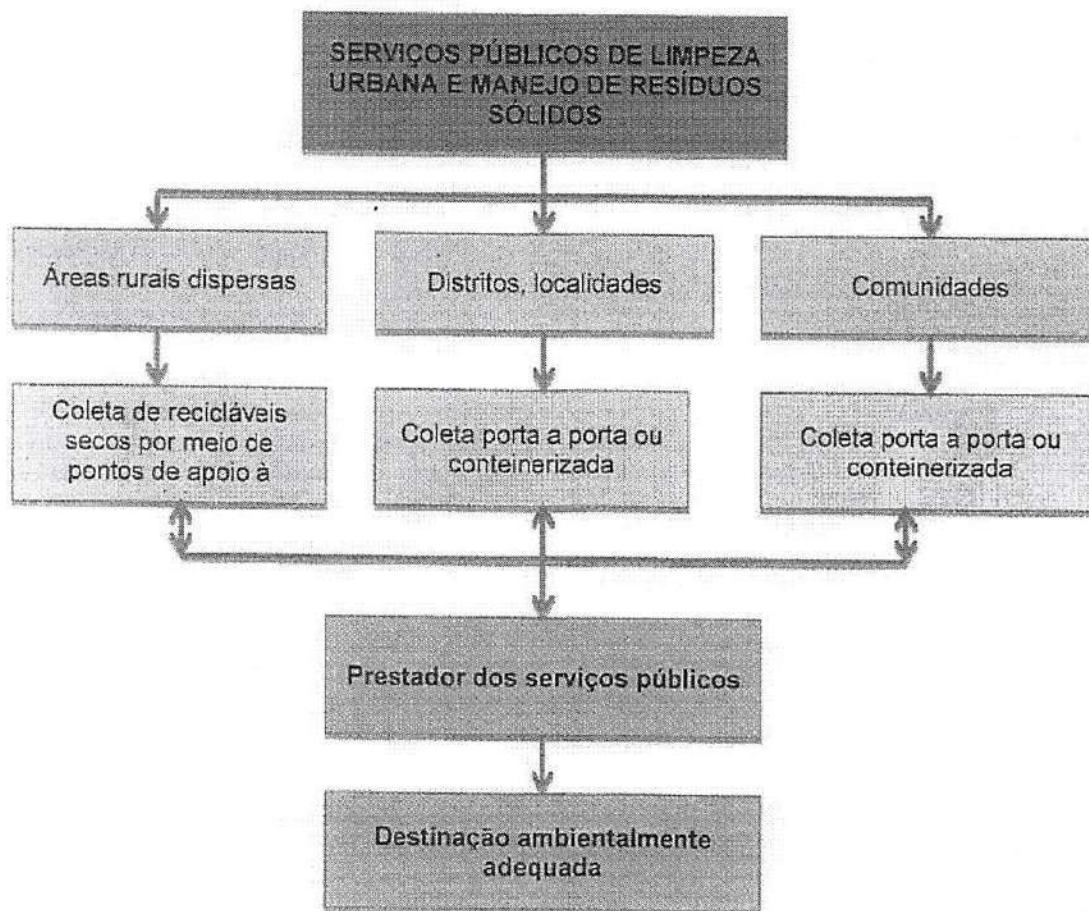 SERVIÇOS PÚBLICOS DE LIMPEZA
URBANA E MANEJO DE RESÍDUOS
SÓLIDOS
Áreas rurais dispersas
Distritos, localidades
Comunidades
Coleta de recicláveis
secos por meio de
pontos de apoio à
Coleta porta a porta ou
conteinerizada
Coleta porta a porta ou
conteinerizada
Prestador dos serviços públicos
Destinação ambientalmente
adequada